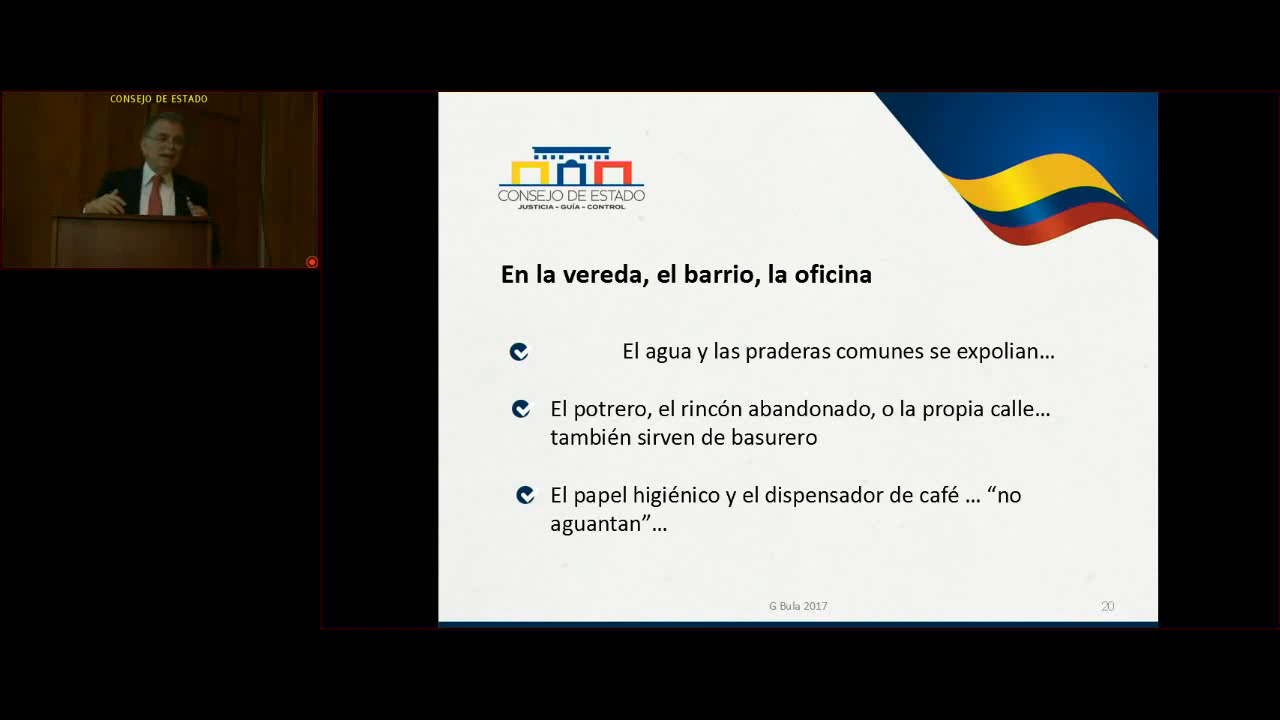 CONSEJO DE ESTADO
CONSEJO DE ESTADO
JUSTICIA - GUÍA - CONTROL
En la vereda, el barrio, la oficina
El agua y las praderas comunes se expolian...
El potrero, el rincón abandonado, o la propia calle...
también sirven de basurero
El papel higiénico y el dispensador de café ... “no
aguantan”...
G Bula 2017
20